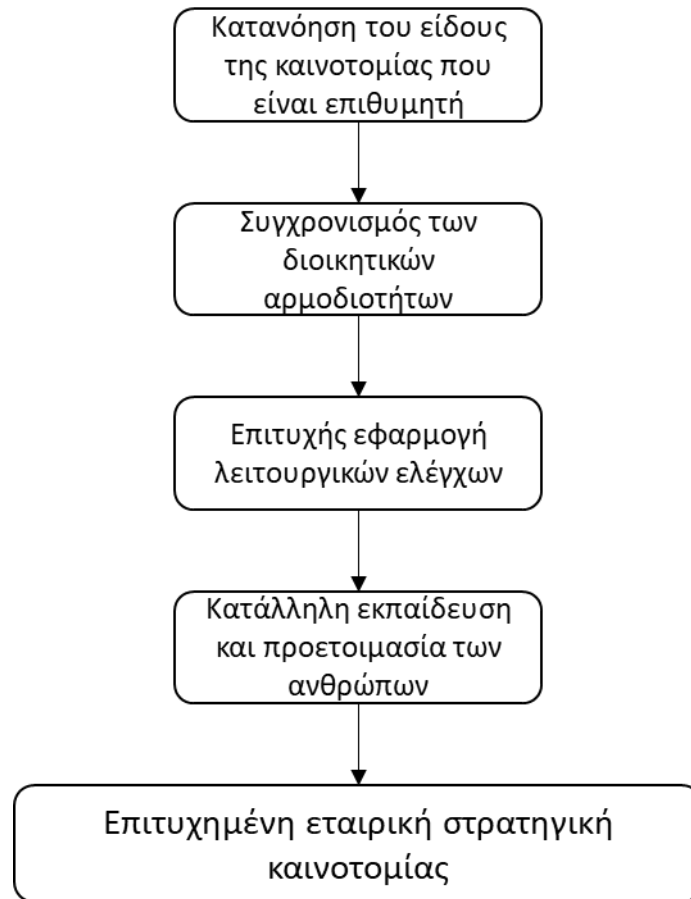 Κατανόηση του είδους
της καινοτομίας που
είναι επιθυμητή
Συγχρονισμός των
διοικητικών
αρμοδιοτήτων
Επιτυχής εφαρμογή
λειτουργικών ελέγχων
Κατάλληλη εκπαίδευση
και προετοιμασία των
ανθρώπων
Επιτυχημένη εταιρική στρατηγική
καινοτομίας